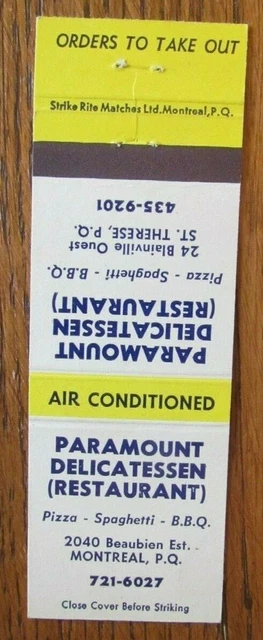 ORDERS TO TAKE OUT
Strike Rite Matches Ltd. Montreal, P.Q.
PARAMOUNT
DELICATESSEN
(RESTAURANT)
Pizza - Spaghetti - B.B.Q.
24 Blainville Ouest
ST. THERESE, P.Q.
435-9201
AIR CONDITIONED
PARAMOUNT
DELICATESSEN
(RESTAURANT)
Pizza - Spaghetti - B.B.Q.
2040 Beaubien Est.
MONTREAL, P.Q.
721-6027
Close Cover Before Striking